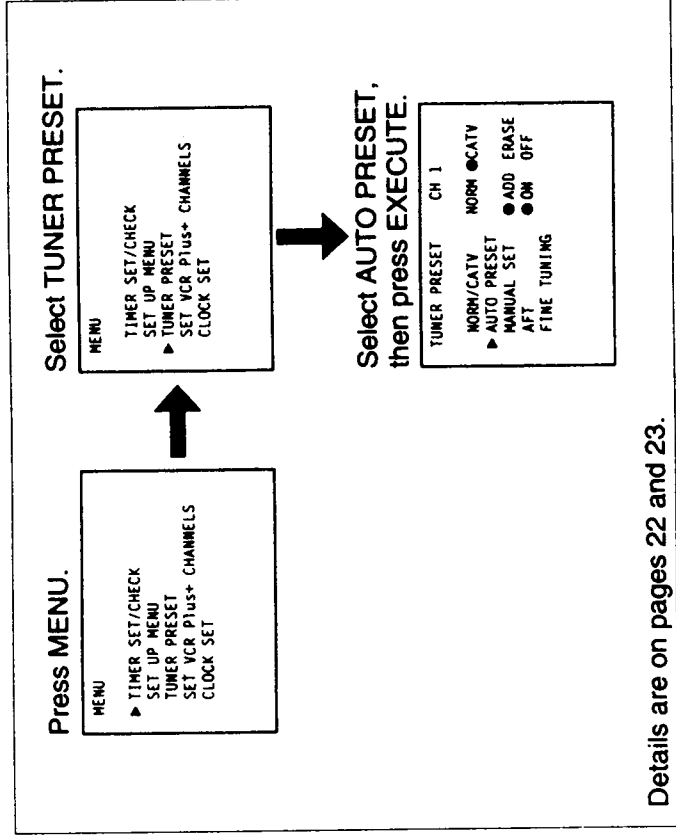 Press MENU.
MENU
▶ TIMER SET/CHECK
SET UP MENU
TUNER PRESET
SET VCR Plus+ CHANNELS
CLOCK SET
Select TUNER PRESET.
MENU
TIMER SET/CHECK
SET UP MENU
▶ TUNER PRESET
SET VCR Plus+ CHANNELS
CLOCK SET
Select AUTO PRESET,
then press EXECUTE.
TUNER PRESET CH 1
NORM/CATV NORM ●CATV
▶ AUTO PRESET
MANUAL SET ●ADD ERASE
AFT ●ON OFF
FINE TUNING
Details are on pages 22 and 23.